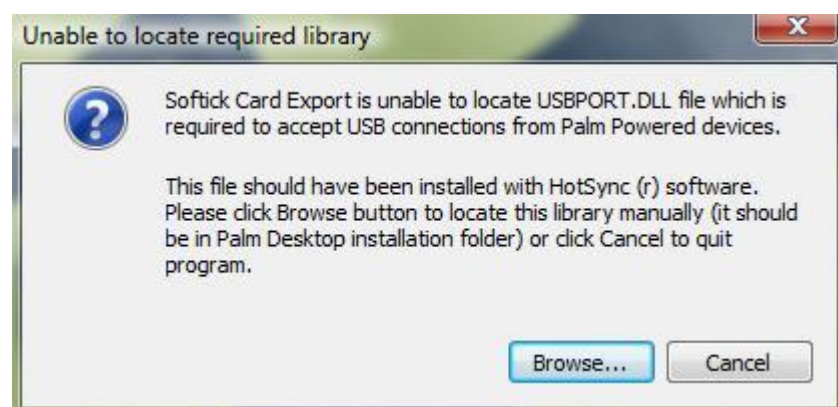 Unable to locate required library
Softick Card Export is unable to locate USBPORT.DLL file which is
required to accept USB connections from Palm Powered devices.
This file should have been installed with HotSync (r) software.
Please click Browse button to locate this library manually (it should
be in Palm Desktop installation folder) or click Cancel to quit
program.
Browse...
Cancel